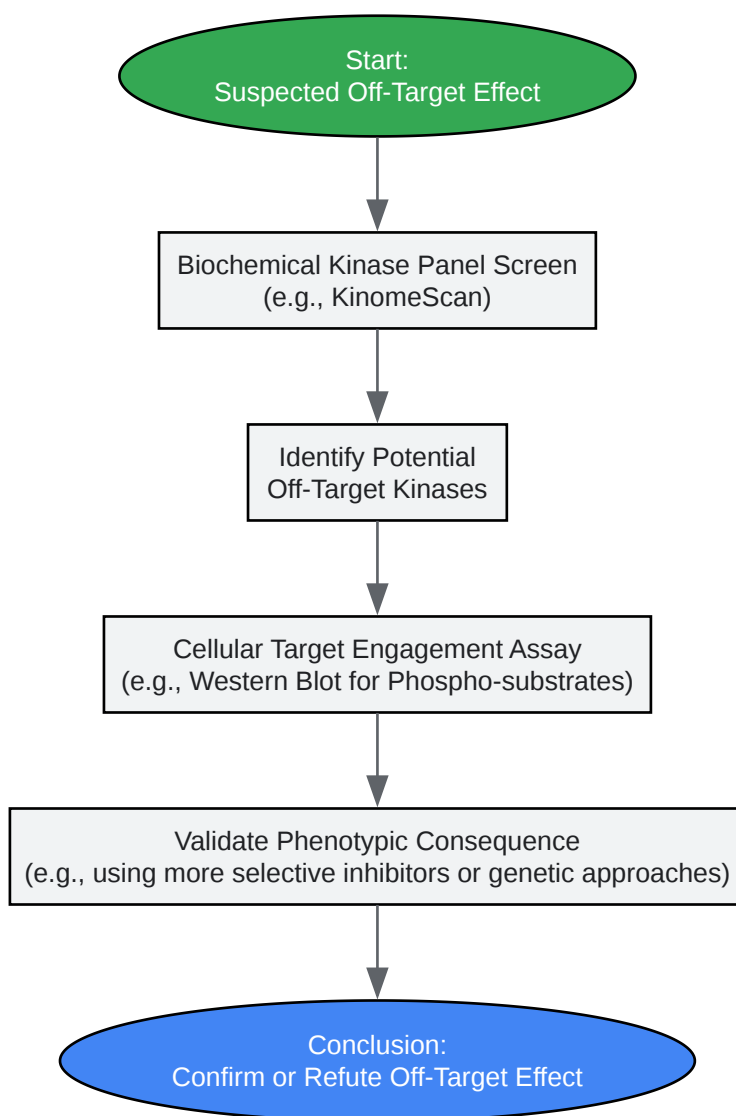 Start:
Suspected Off-Target Effect
Biochemical Kinase Panel Screen
(e.g., KinomeScan)
Identify Potential
Off-Target Kinases
Cellular Target Engagement Assay
(e.g., Western Blot for Phospho-substrates)
Validate Phenotypic Consequence
(e.g., using more selective inhibitors or genetic approaches)
Conclusion:
Confirm or Refute Off-Target Effect